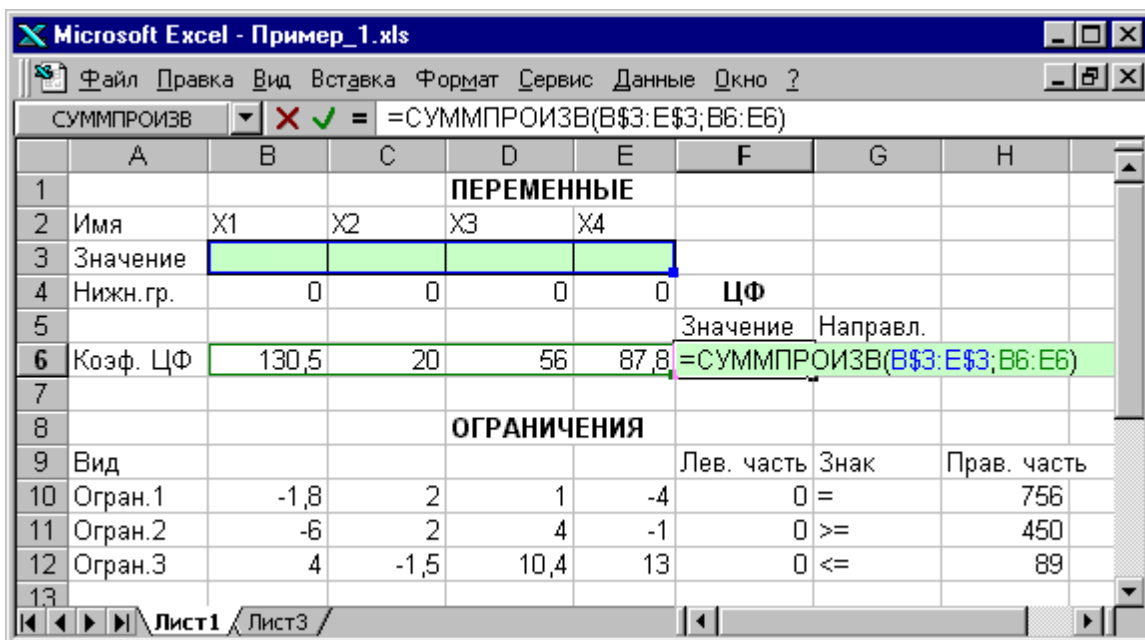 Microsoft Excel - Пример_1.xls
Файл Правка Вид Вставка Формат Сервис Данные Окно ?
СУММПРОИЗВ = =СУММПРОИЗВ(B$3:E$3;B6:E6)
A B C D E F G H
1 ПЕРЕМЕННЫЕ
2 Имя X1 X2 X3 X4
3 Значение
4 Нижн.гр. 0 0 0 0 ЦФ
5 Значение Направл.
6 Коэф. ЦФ 130,5 20 56 87,8 =СУММПРОИЗВ(B$3:E$3;B6:E6)
7
8 ОГРАНИЧЕНИЯ
9 Вид Лев. часть Знак Прав. часть
10 Огран.1 -1,8 2 1 -4 0 = 756
11 Огран.2 -6 2 4 -1 0 >= 450
12 Огран.3 4 -1,5 10,4 13 0 <= 89
13
Лист1 Лист3